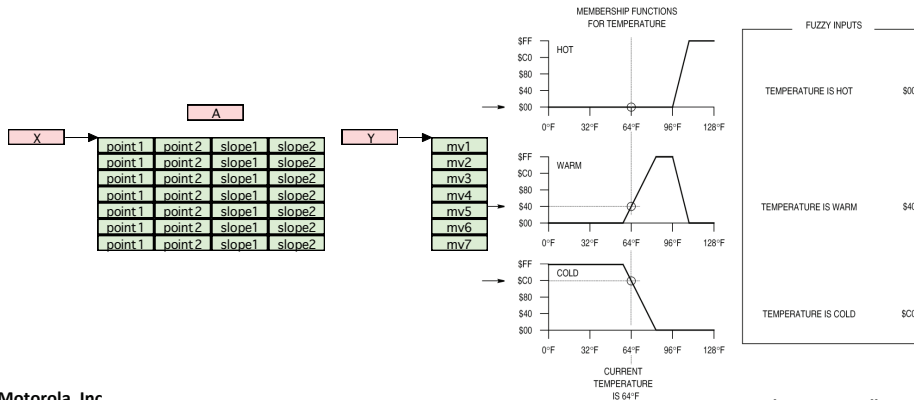 A
X
point1 point2 slope1 slope2
point1 point2 slope1 slope2
point1 point2 slope1 slope2
point1 point2 slope1 slope2
point1 point2 slope1 slope2
point1 point2 slope1 slope2
point1 point2 slope1 slope2
Y
mv1
mv2
mv3
mv4
mv5
mv6
mv7
MEMBERSHIP FUNCTIONS
FOR TEMPERATURE
$FF
$C0
$80
$40
$00
HOT
0°F 32°F 64°F 96°F 128°F
$FF
$C0
$80
$40
$00
WARM
0°F 32°F 64°F 96°F 128°F
$FF
$C0
$80
$40
$00
COLD
0°F 32°F 64°F 96°F 128°F
CURRENT
TEMPERATURE
IS 64°F
FUZZY INPUTS
TEMPERATURE IS HOT $00
TEMPERATURE IS WARM $40
TEMPERATURE IS COLD $C0
Motorola, Inc